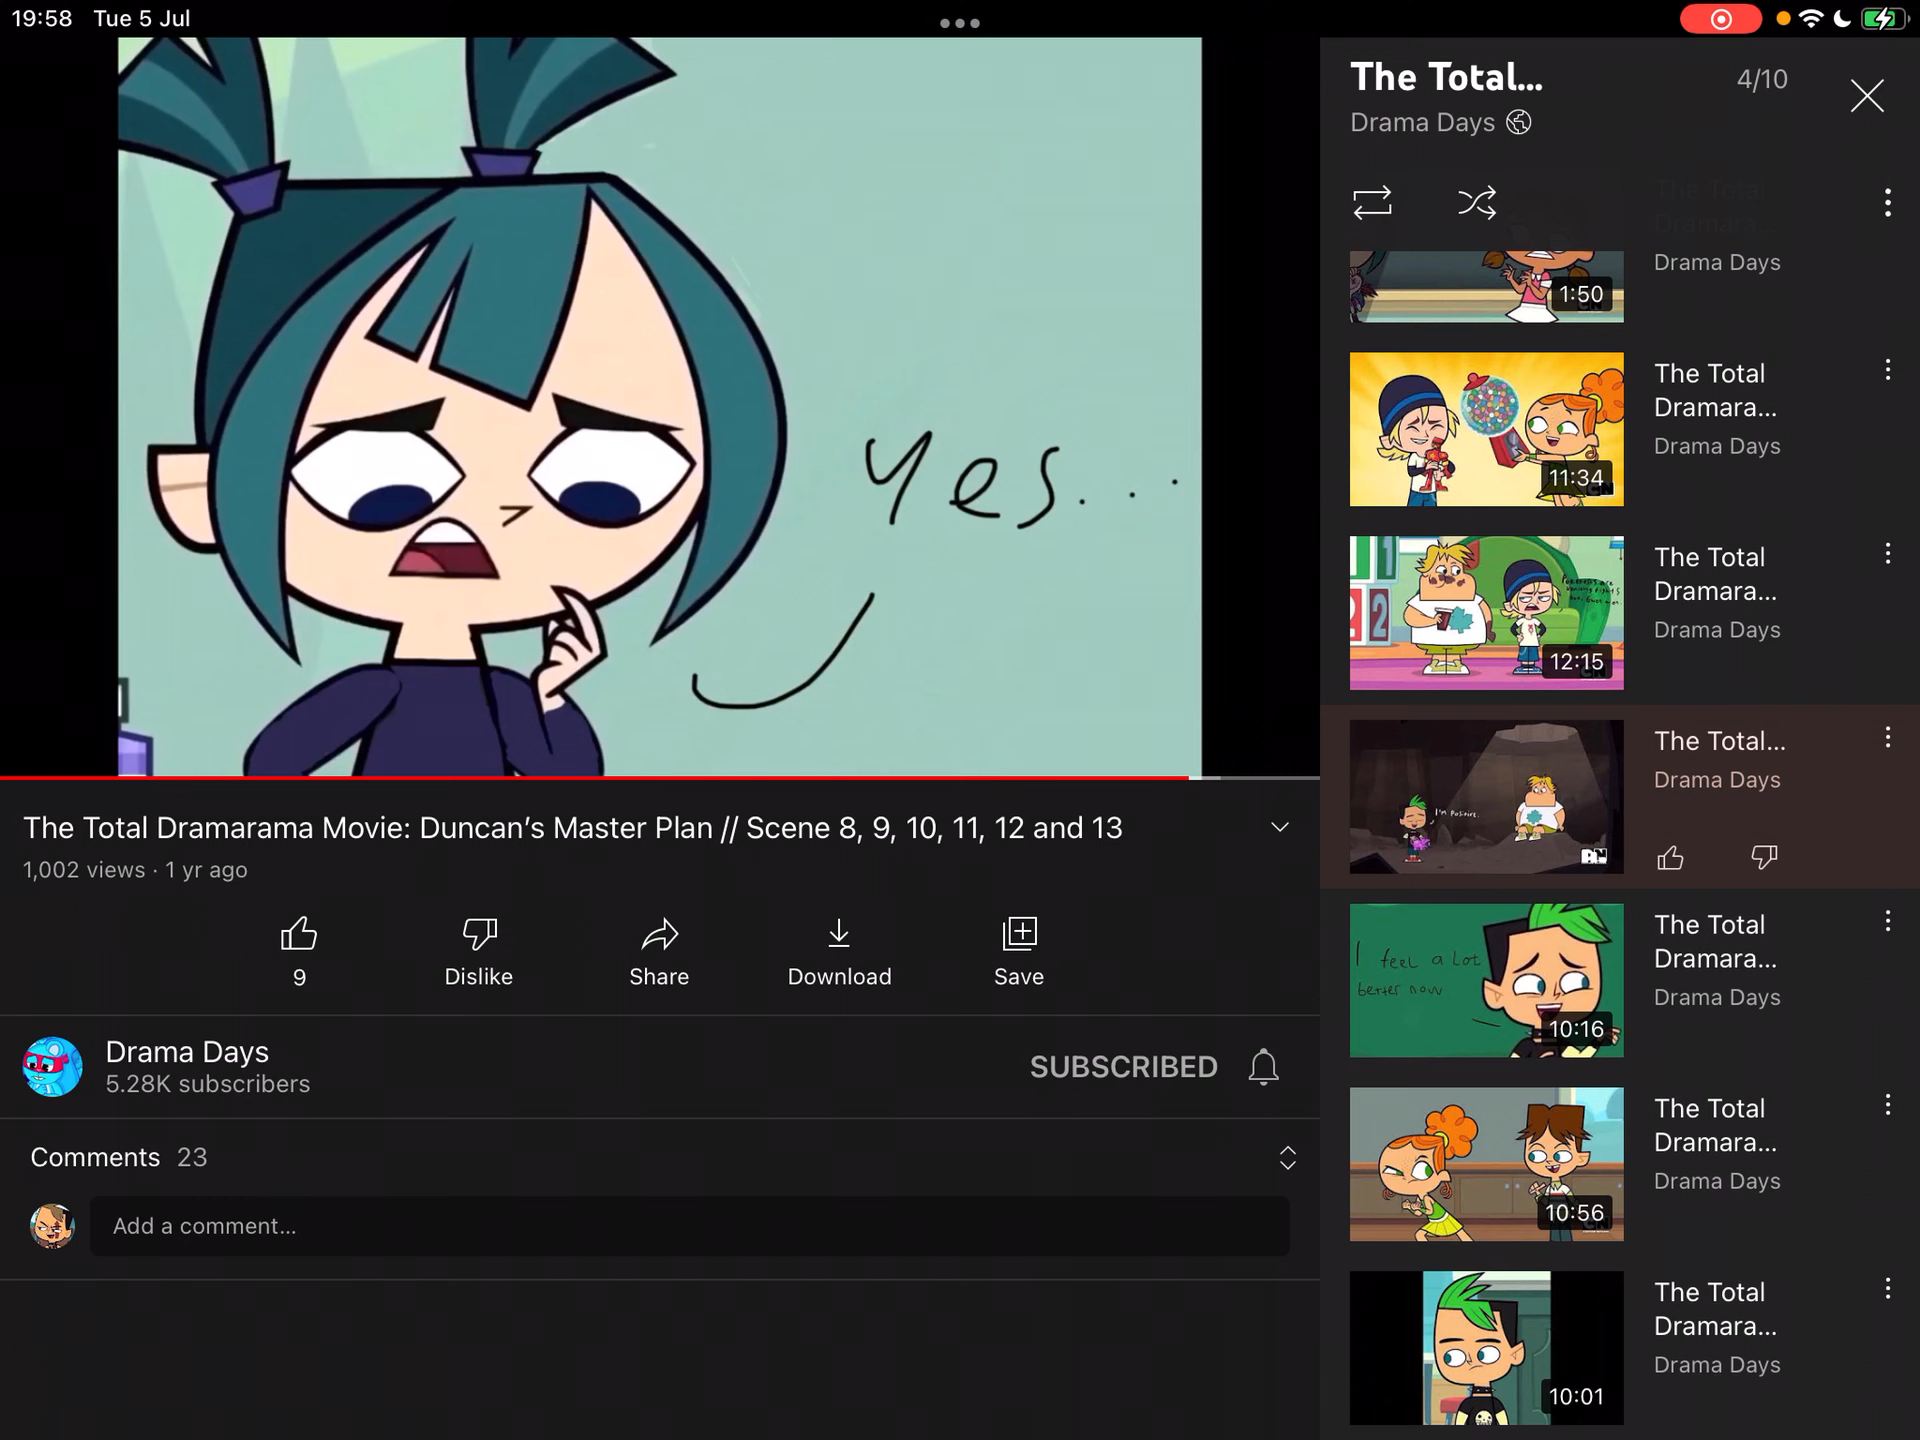 19:58 Tue 5 Jul
The Total...
4/10
Drama Days
yes...
1:50
The Total
Dramara...
Drama Days
11:34
The Total
Dramara...
Drama Days
12:15
The Total
Dramara...
Drama Days
I'm Positive.
The Total...
Drama Days
I feel a lot
better now
10:16
The Total
Dramara...
Drama Days
10:56
The Total
Dramara...
Drama Days
10:01
The Total
Dramara...
Drama Days
The Total Dramarama Movie: Duncan’s Master Plan // Scene 8, 9, 10, 11, 12 and 13
1,002 views · 1 yr ago
9
Dislike
Share
Download
Save
Drama Days
5.28K subscribers
SUBSCRIBED
Comments 23
Add a comment...